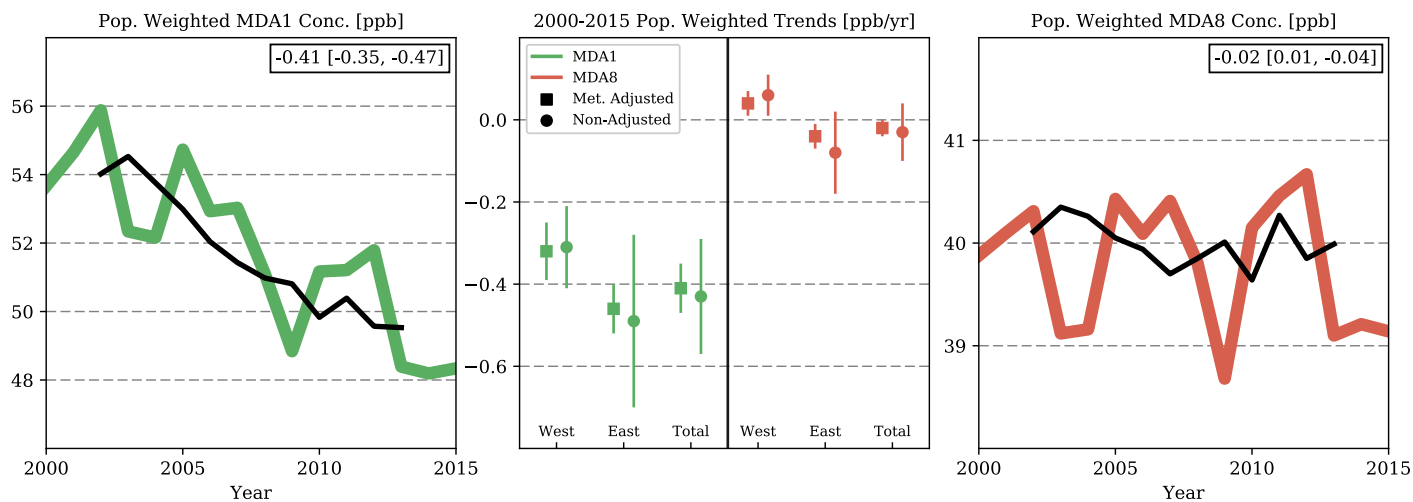 Pop. Weighted MDA1 Conc. [ppb]
-0.41 [-0.35, -0.47]
56
54
52
50
48
2000
2005
2010
2015
Year
2000-2015 Pop. Weighted Trends [ppb/yr]
MDA1
MDA8
Met. Adjusted
Non-Adjusted
0.0
−0.2
−0.4
−0.6
West
East
Total
West
East
Total
Pop. Weighted MDA8 Conc. [ppb]
-0.02 [0.01, -0.04]
41
40
39
2000
2005
2010
2015
Year